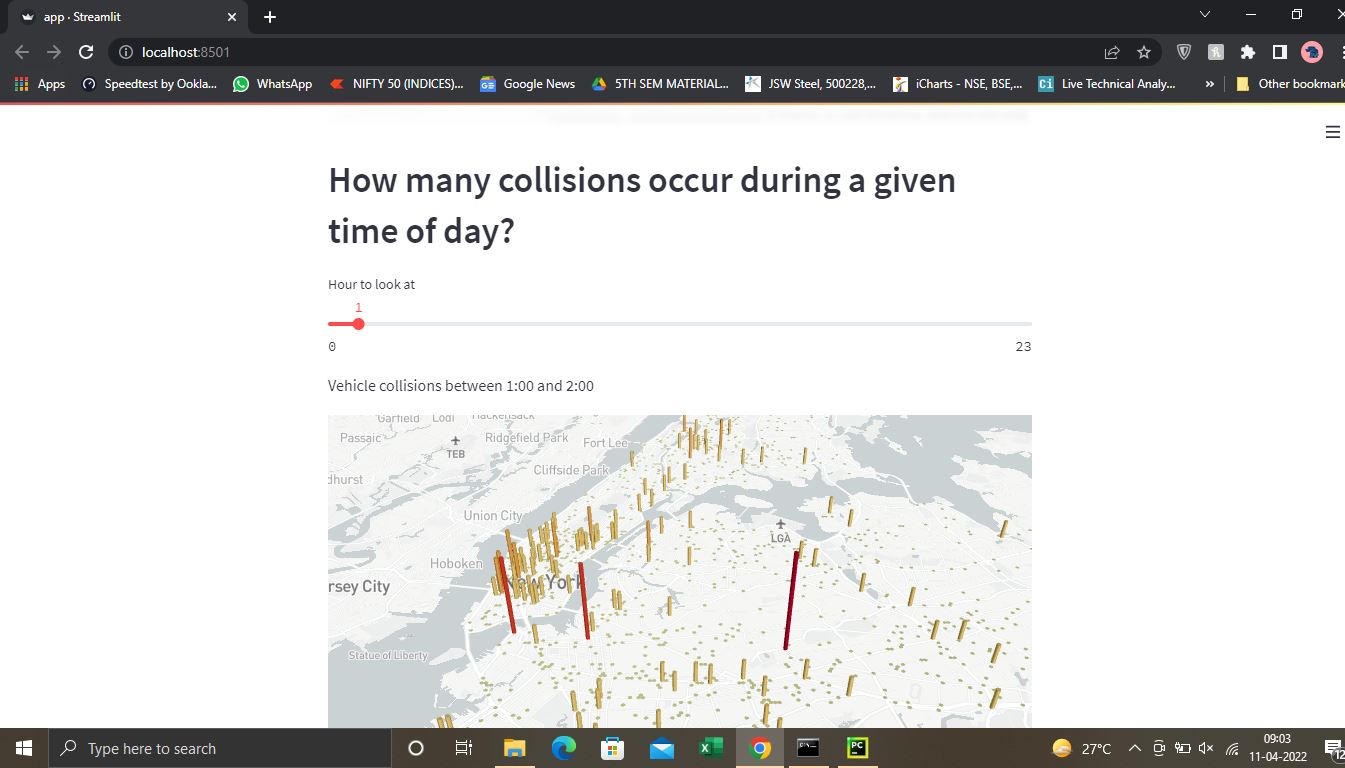 app · Streamlit
localhost:8501
Apps
Speedtest by Ookla...
WhatsApp
NIFTY 50 (INDICES)...
Google News
5TH SEM MATERIAL...
JSW Steel, 500228,...
iCharts - NSE, BSE,...
Ci
Live Technical Analy...
»
Other bookmark
How many collisions occur during a given
time of day?
Hour to look at
1
0
23
Vehicle collisions between 1:00 and 2:00
Garfield
Lodi
Hackensack
Passaic
TEB
Ridgefield Park
Fort Lee
Cliffside Park
dhurst
Union City
LGA
Hoboken
New York
rsey City
Statue of Liberty
Type here to search
PC
27°C
09:03
11-04-2022
12